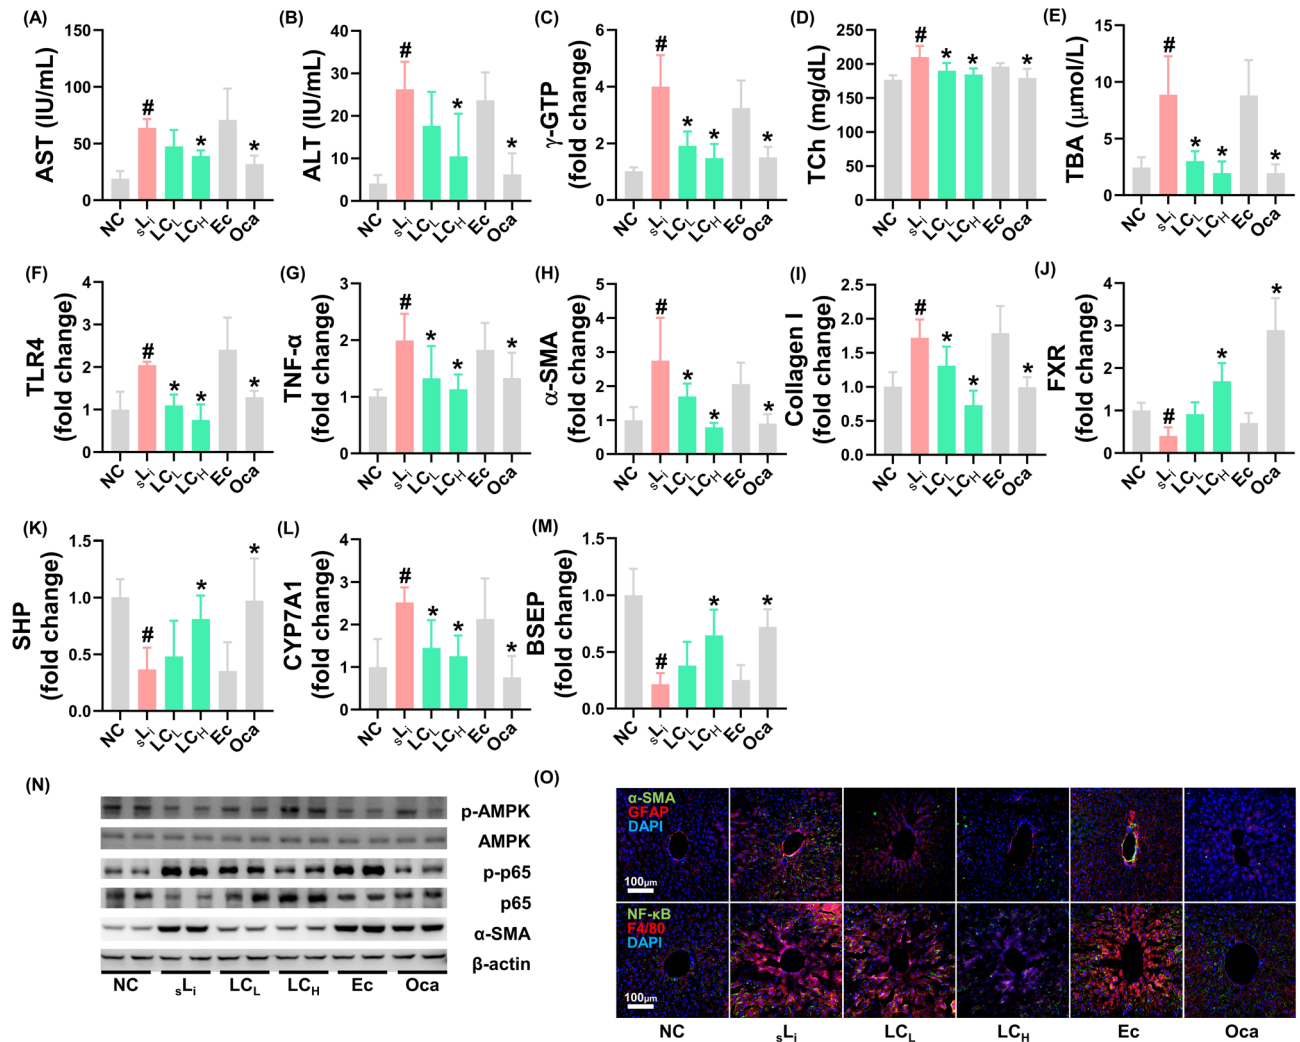 (A)
AST (IU/mL)
150
100
50
0
NC
sLi
LCL
LCH
Ec
Oca
#
*
*
(B)
ALT (IU/mL)
40
30
20
10
0
NC
sLi
LCL
LCH
Ec
Oca
#
*
*
(C)
γ-GTP
(fold change)
6
4
2
0
NC
sLi
LCL
LCH
Ec
Oca
#
*
*
*
(D)
TCh (mg/dL)
250
200
150
100
50
0
NC
sLi
LCL
LCH
Ec
Oca
#
*
*
*
(E)
TBA (μmol/L)
15
10
5
0
NC
sLi
LCL
LCH
Ec
Oca
#
*
*
*
(F)
TLR4
(fold change)
4
3
2
1
0
NC
sLi
LCL
LCH
Ec
Oca
#
*
*
*
(G)
TNF-α
(fold change)
3
2
1
0
NC
sLi
LCL
LCH
Ec
Oca
#
*
*
*
(H)
α-SMA
(fold change)
5
4
3
2
1
0
NC
sLi
LCL
LCH
Ec
Oca
#
*
*
*
(I)
Collagen I
(fold change)
2.5
2.0
1.5
1.0
0.5
0.0
NC
sLi
LCL
LCH
Ec
Oca
#
*
*
*
(J)
FXR
(fold change)
4
3
2
1
0
NC
sLi
LCL
LCH
Ec
Oca
#
*
*
(K)
SHP
(fold change)
1.5
1.0
0.5
0.0
NC
sLi
LCL
LCH
Ec
Oca
#
*
*
(L)
CYP7A1
(fold change)
4
3
2
1
0
NC
sLi
LCL
LCH
Ec
Oca
#
*
*
*
(M)
BSEP
(fold change)
1.5
1.0
0.5
0.0
NC
sLi
LCL
LCH
Ec
Oca
#
*
*
(N)
p-AMPK
AMPK
p-p65
p65
α-SMA
β-actin
NC sLi LCL LCH Ec Oca
(O)
α-SMA
GFAP
DAPI
100μm
NF-κB
F4/80
DAPI
100μm
NC sLi LCL LCH Ec Oca